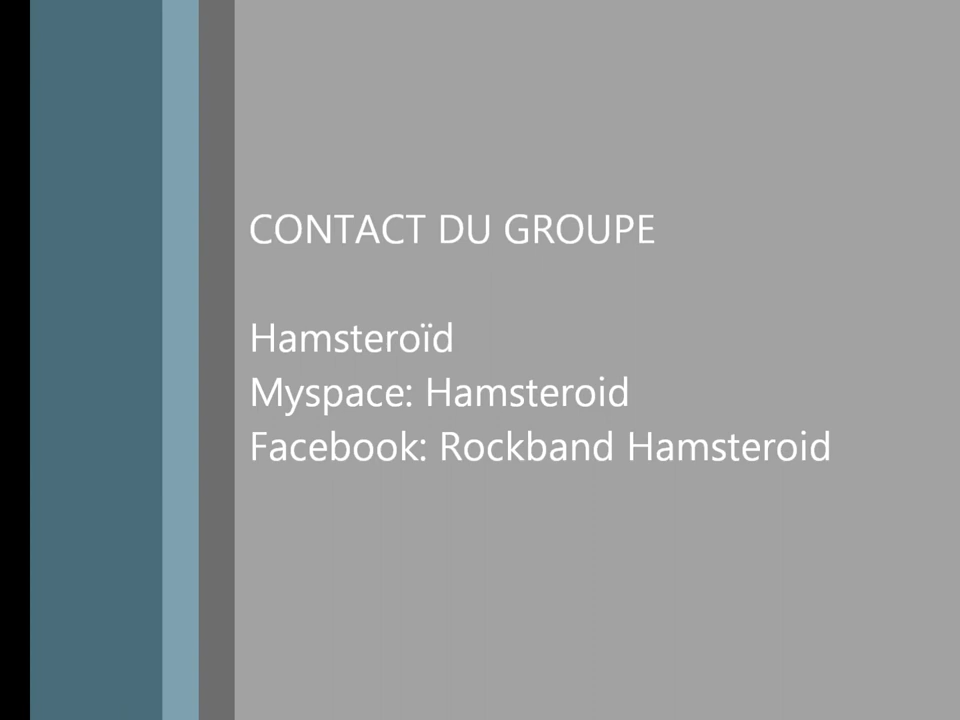 CONTACT DU GROUPE
Hamsteroïd
Myspace: Hamsteroid
Facebook: Rockband Hamsteroid